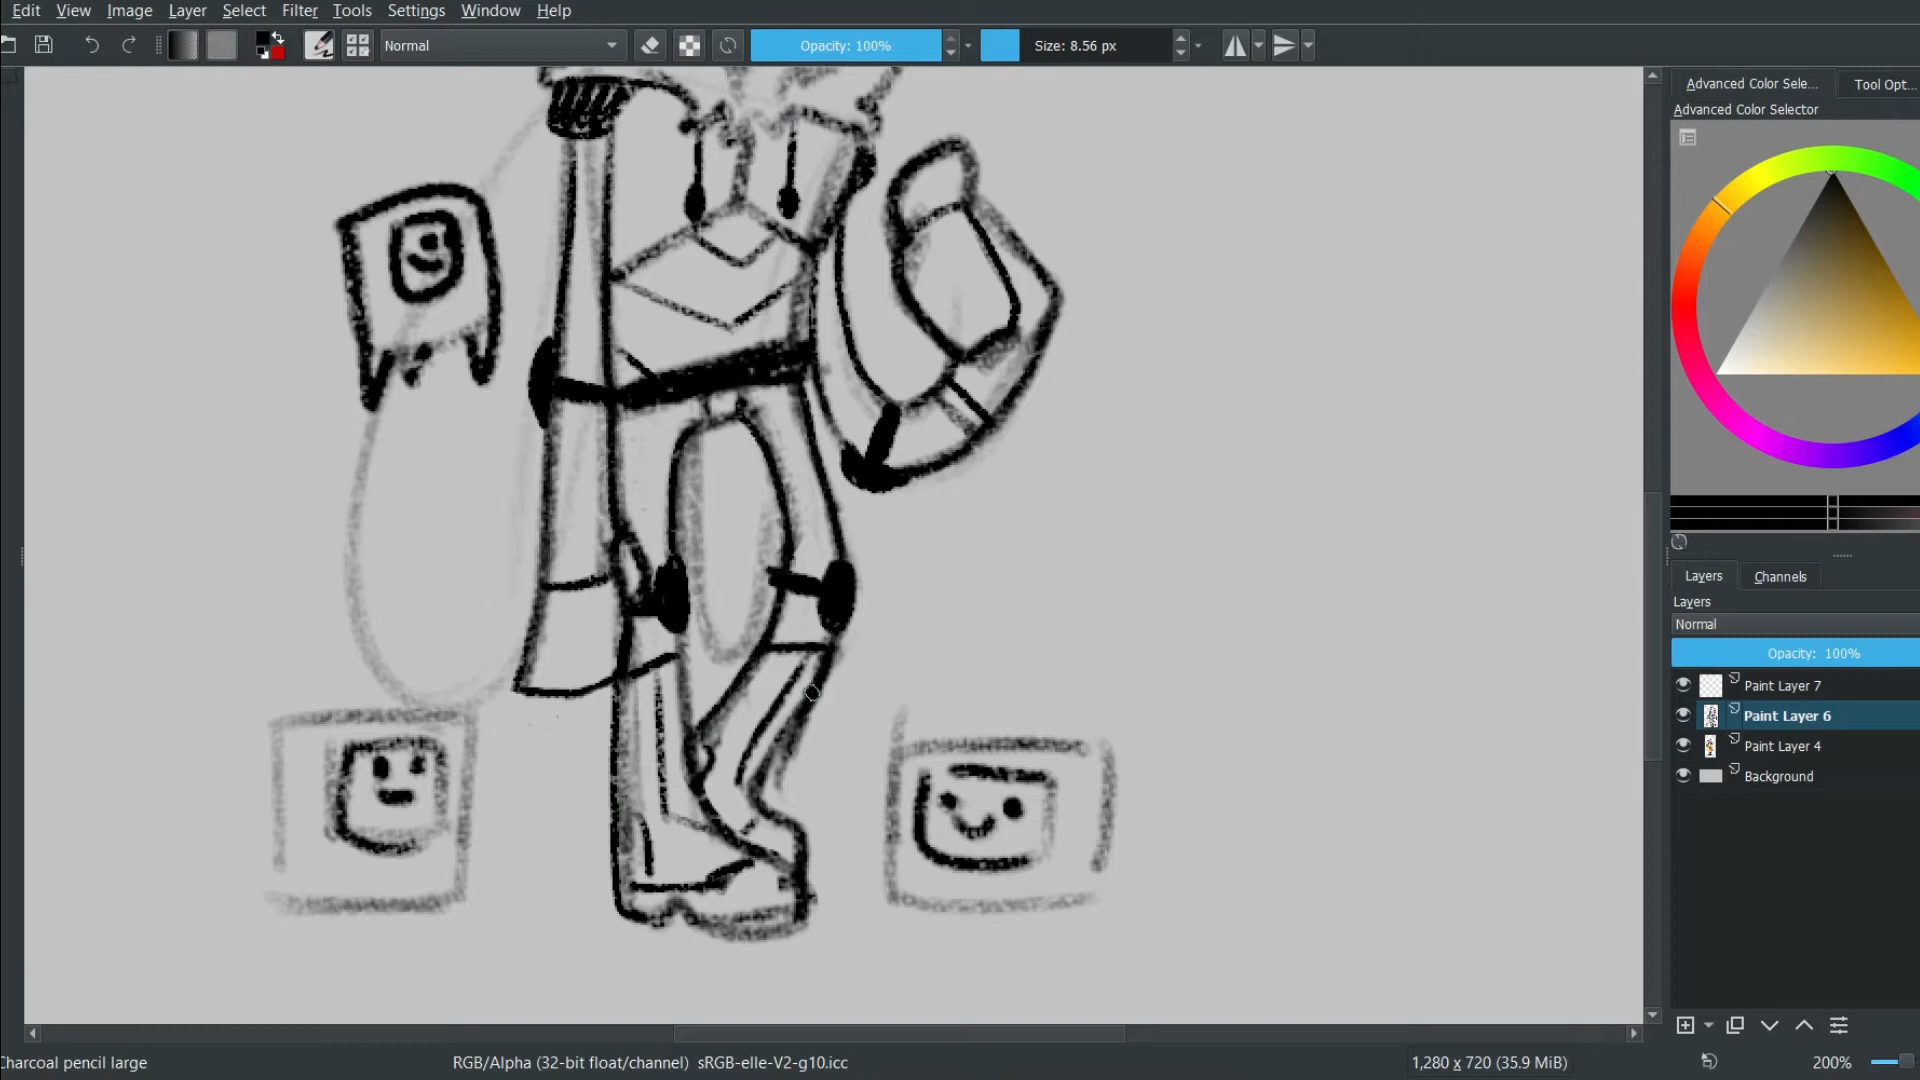 Edit View Image Layer Select Filter Tools Settings Window Help
Normal Opacity: 100% Size: 8.56 px
Advanced Color Sele... Tool Opt...
Advanced Color Selector
Layers Channels
Layers
Normal
Opacity: 100%
Paint Layer 7
Paint Layer 6
Paint Layer 4
Background
Charcoal pencil large RGB/Alpha (32-bit float/channel) sRGB-elle-V2-g10.icc 1,280 x 720 (35.9 MiB) 200%